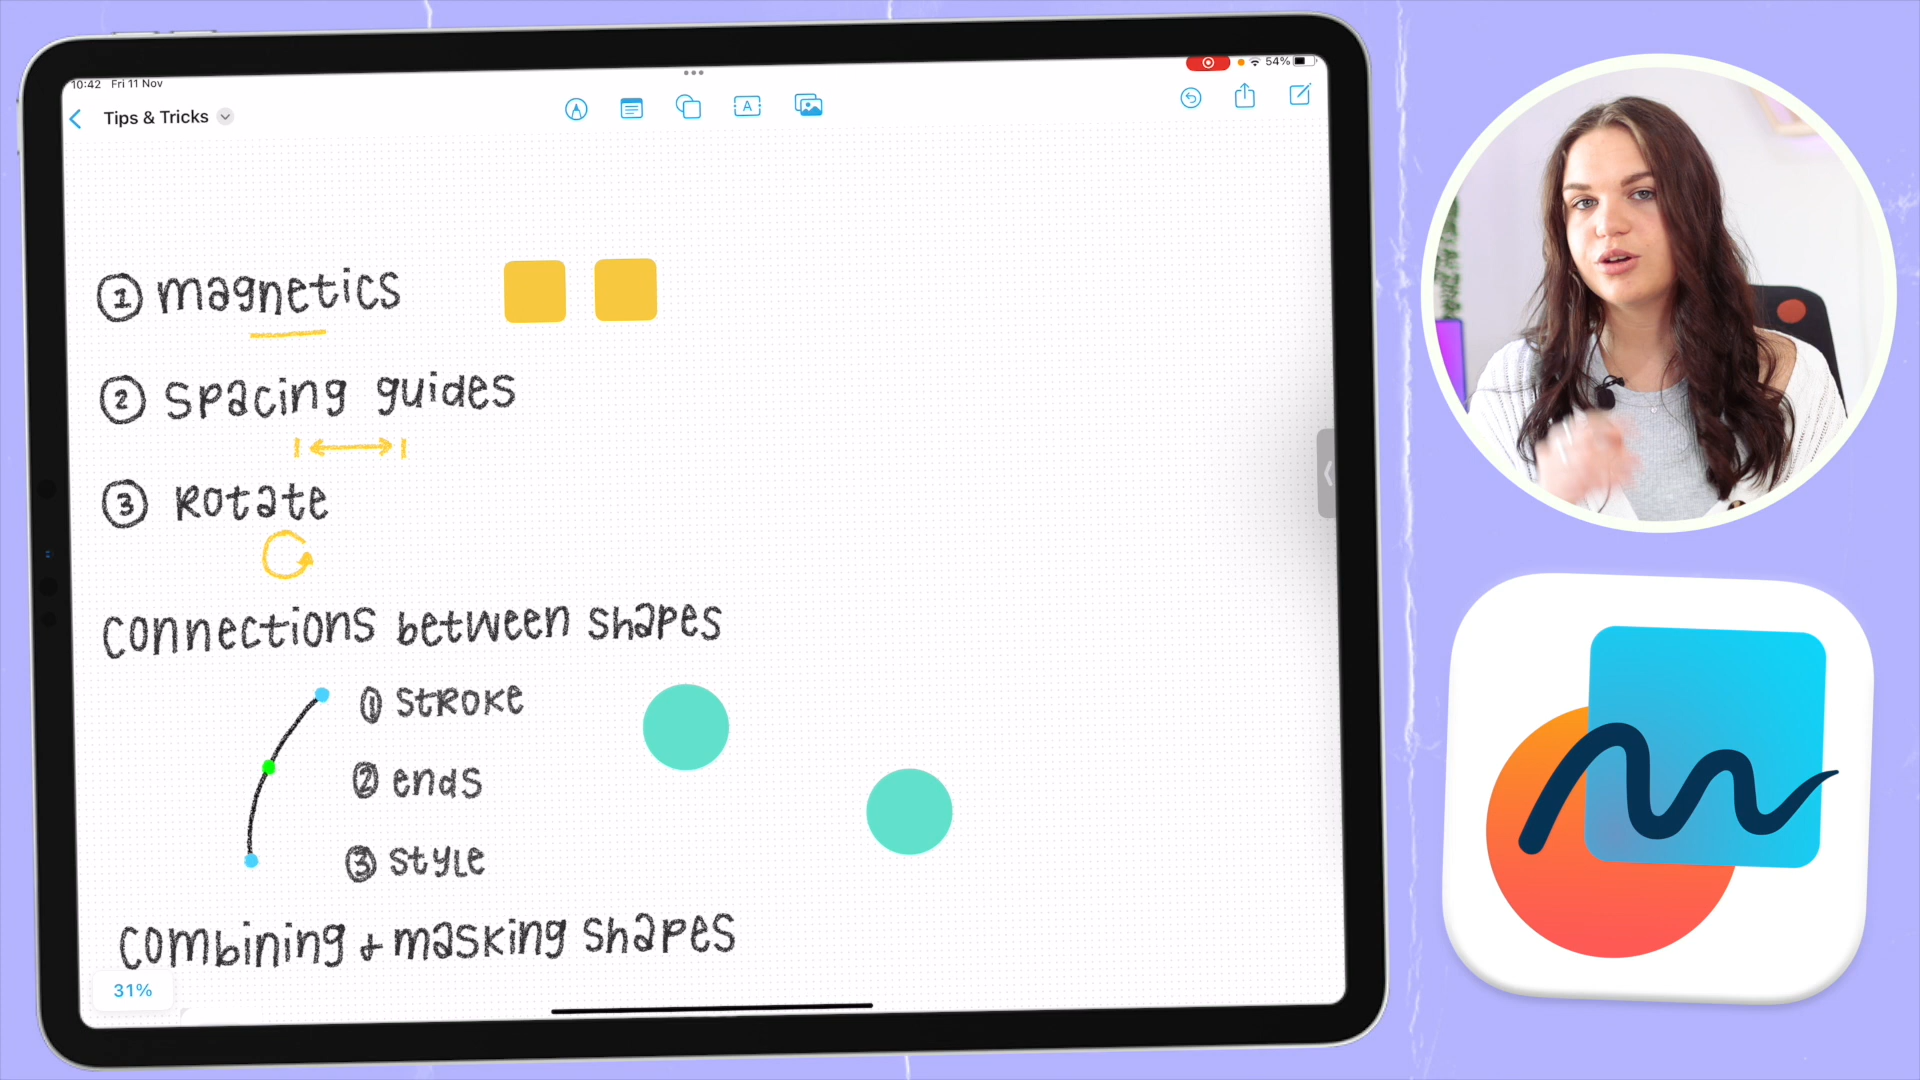 10:42 Fri 11 Nov
54%
Tips & Tricks
A
1 magnetics
2 spacing guides
3 Rotate
connections between shapes
1 stroke
2 ends
3 style
combining + masking shapes
31%